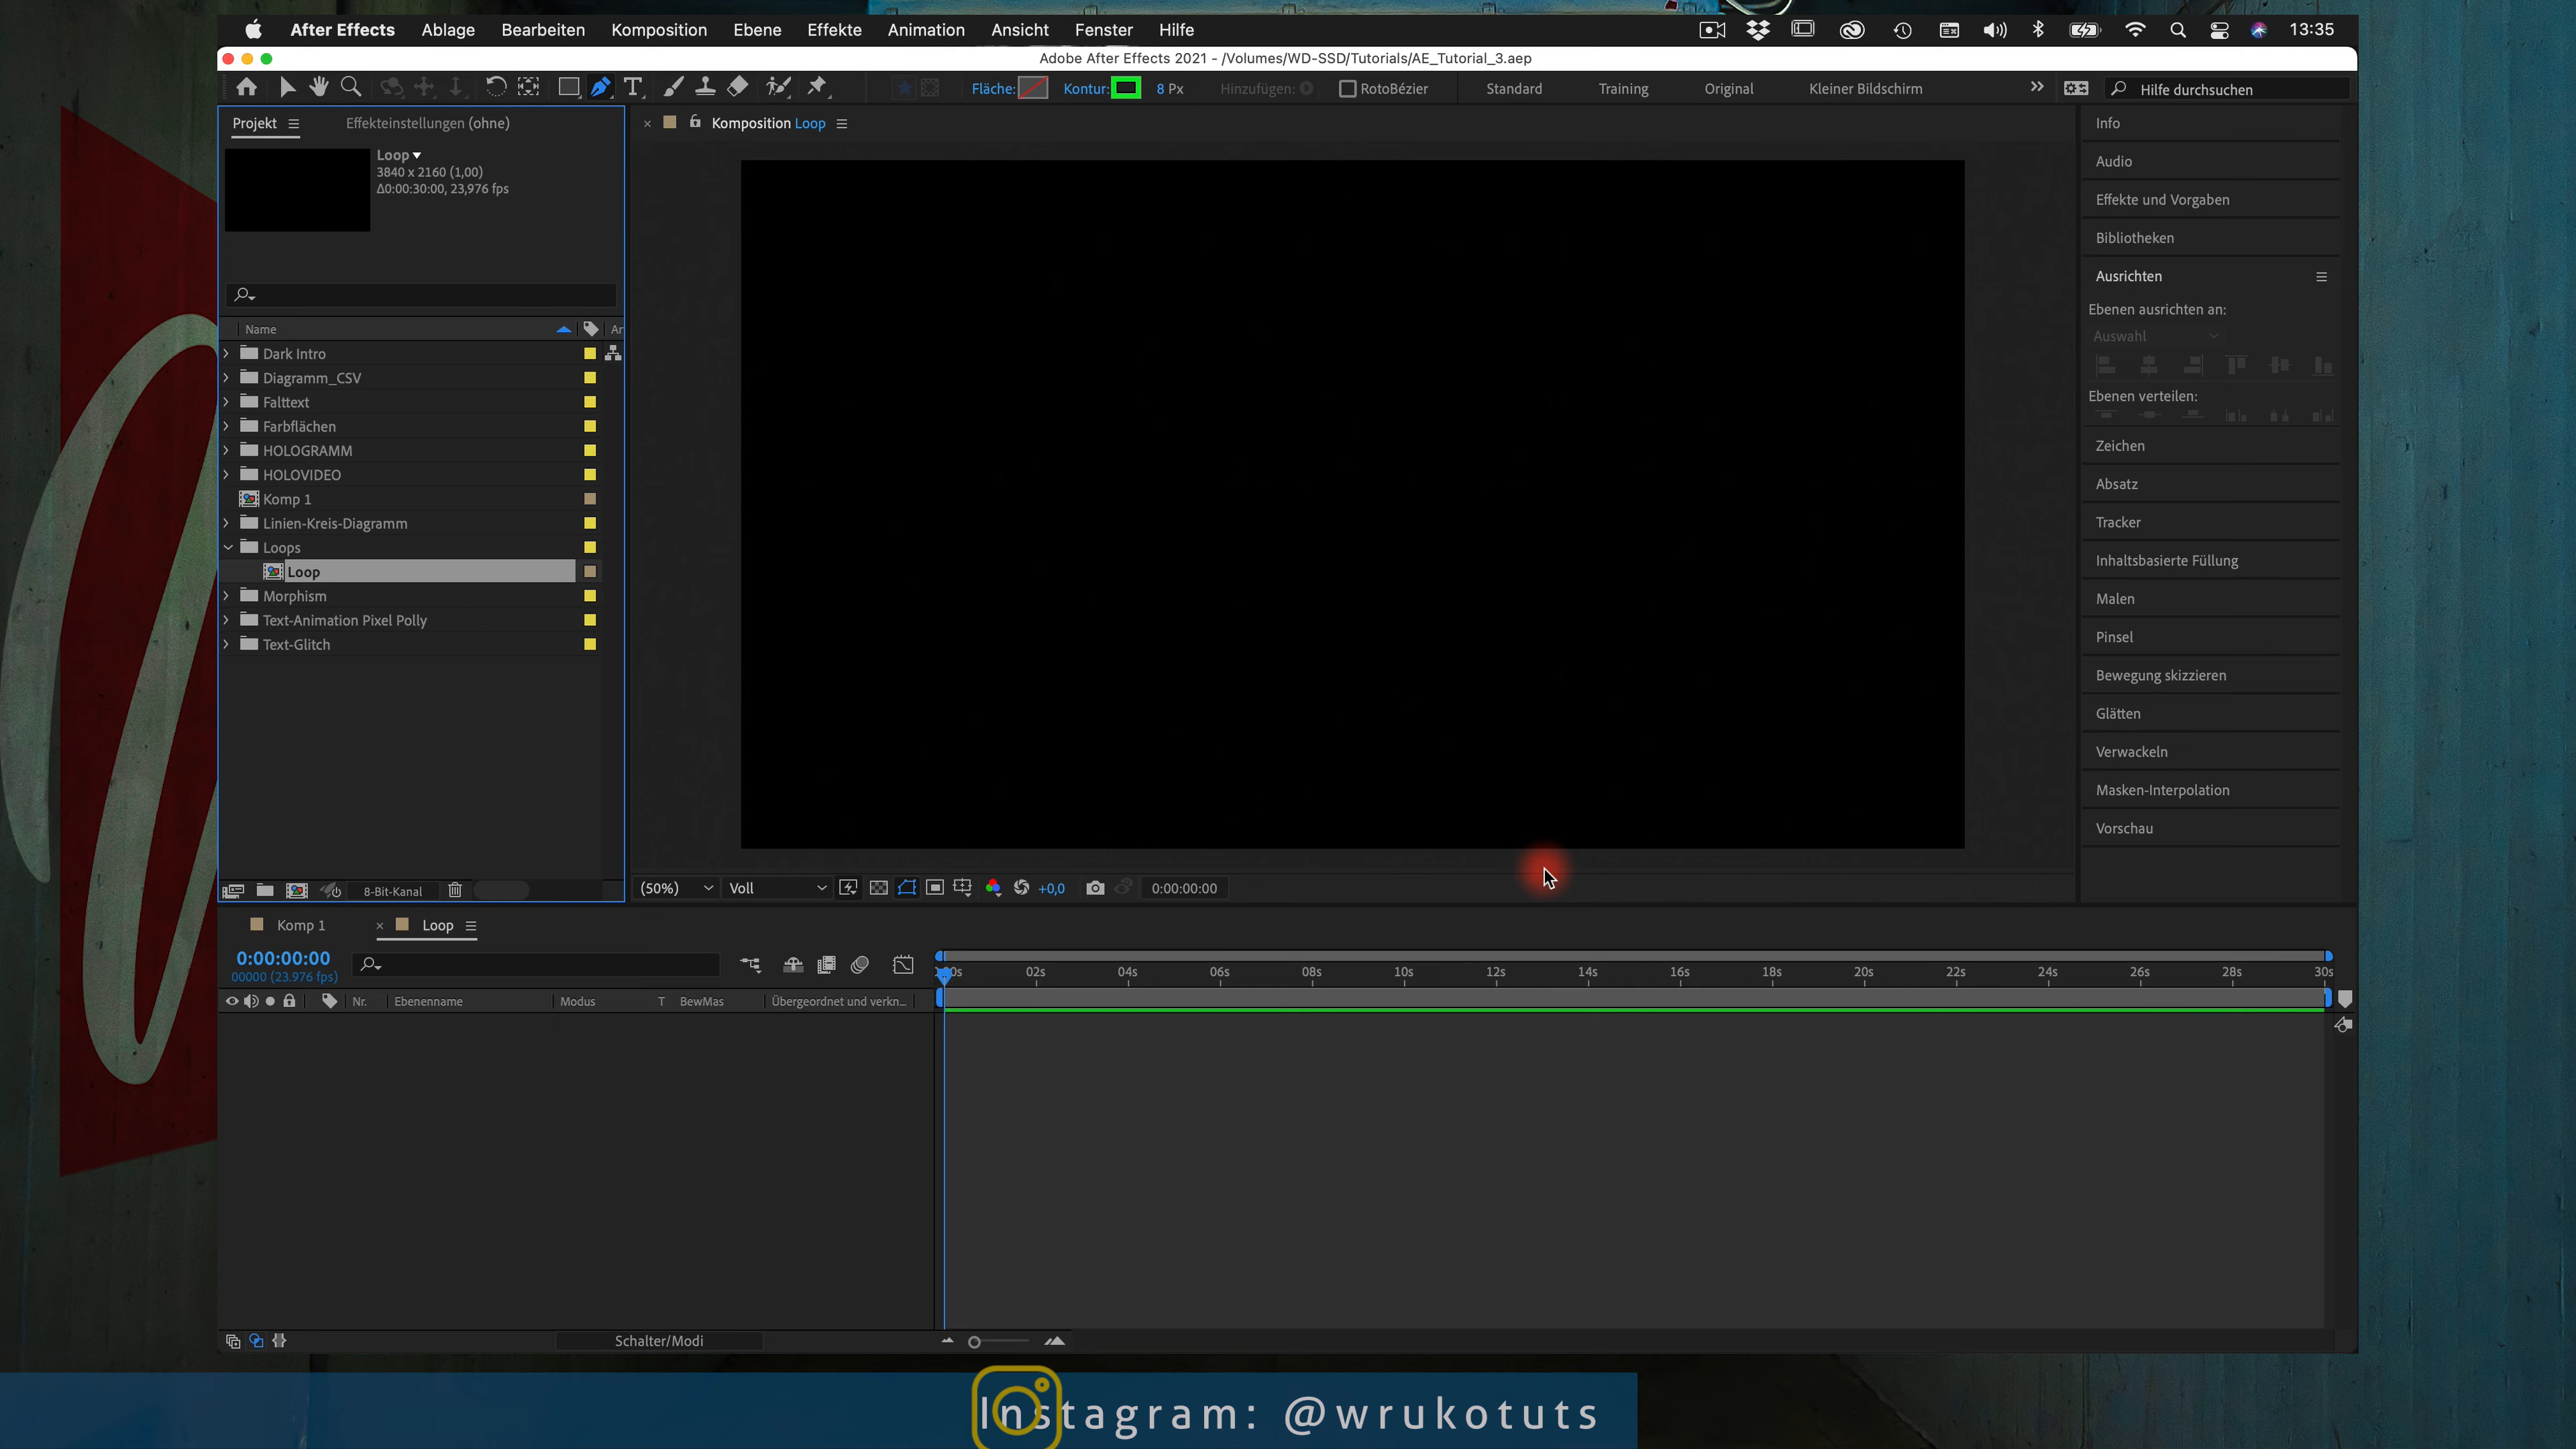 After Effects Ablage Bearbeiten Komposition Ebene Effekte Animation Ansicht Fenster Hilfe 13:35
Adobe After Effects 2021 - /Volumes/WD-SSD/Tutorials/AE_Tutorial_3.aep
Fläche: Kontur: 8 Px Hinzufügen: RotoBézier Standard Training Original Kleiner Bildschirm Hilfe durchsuchen
Projekt Effekteinstellungen (ohne)
Komposition Loop
Loop
3840 x 2160 (1,00)
Δ0:00:30:00, 23,976 fps
Name Ar
Dark Intro
Diagramm_CSV
Falttext
Farbflächen
HOLOGRAMM
HOLOVIDEO
Komp 1
Linien-Kreis-Diagramm
Loops
Loop
Morphism
Text-Animation Pixel Polly
Text-Glitch
8-Bit-Kanal
(50%) Voll +0,0 0:00:00:00
Info
Audio
Effekte und Vorgaben
Bibliotheken
Ausrichten
Ebenen ausrichten an:
Auswahl
Ebenen verteilen:
Zeichen
Absatz
Tracker
Inhaltsbasierte Füllung
Malen
Pinsel
Bewegung skizzieren
Glätten
Verwackeln
Masken-Interpolation
Vorschau
Komp 1 Loop
0:00:00:00
00000 (23.976 fps)
02s 04s 06s 08s 10s 12s 14s 16s 18s 20s 22s 24s 26s 28s 30s
Nr. Ebenenname Modus T BewMas Übergeordnet und verkn...
Schalter/Modi
Instagram: @wrukotuts